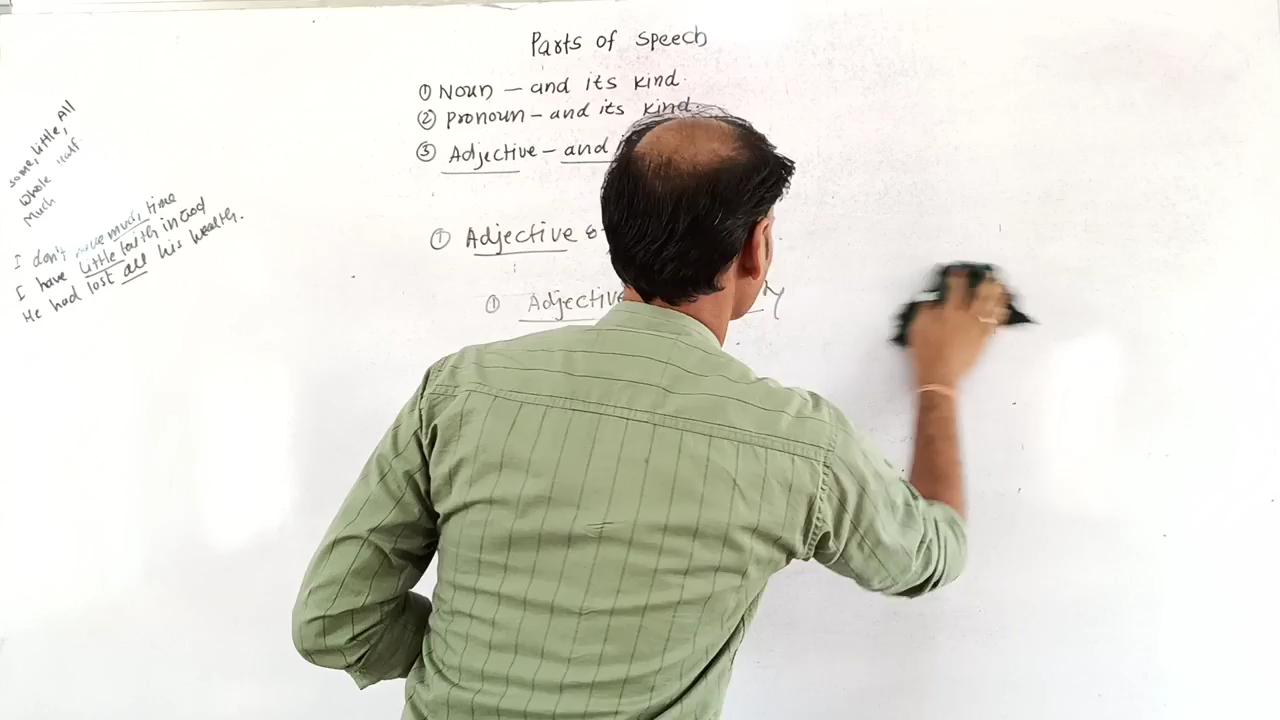 Parts of speech
① Noun – and its kind.
② Pronoun – and its kind.
③ Adjective – and
① Adjective
① Adjective
some, little, All
Whole Half
Much
I don't have much time
I have little faith in God
He had lost all his wealth.